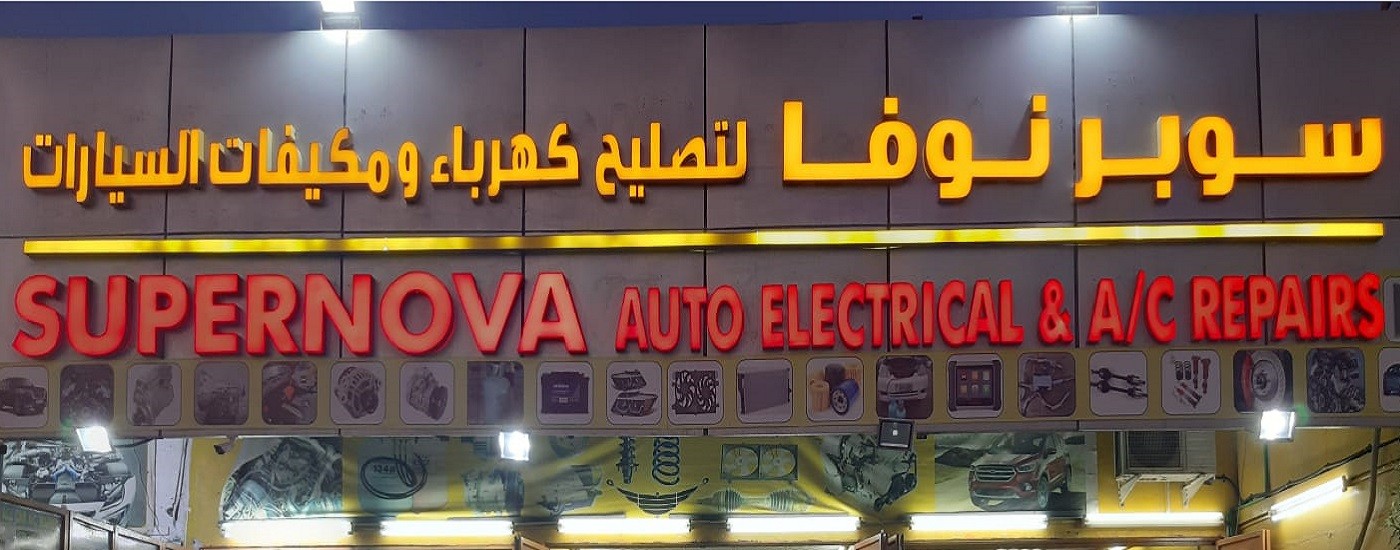 سوبر نوفا لتصليح كهرباء ومكيفات السيارات
SUPERNOVA AUTO ELECTRICAL & A/C REPAIRS